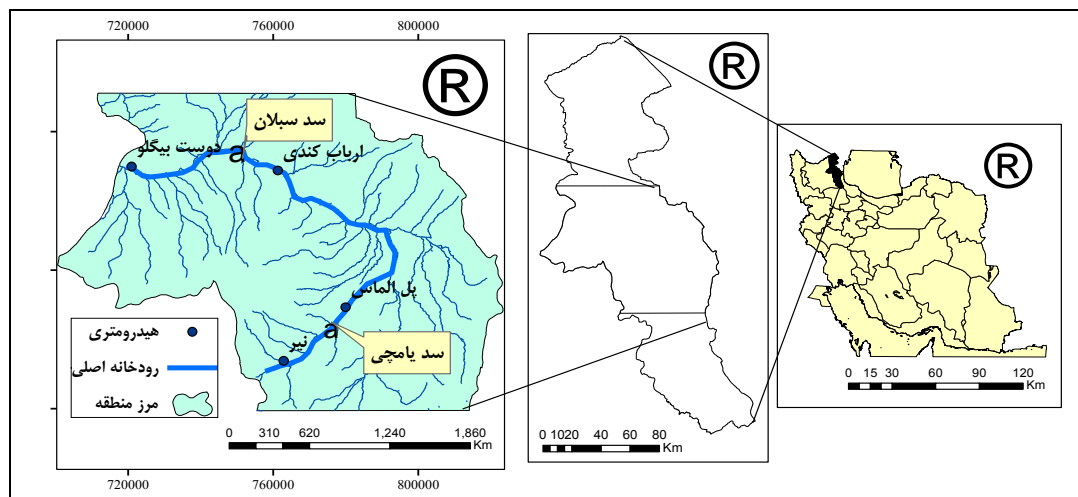 720000 760000 800000
®
سد سبلان
دوست بیگلو
a
ارباب کندی
پل الماس
a
سد یامچی
نیر
هیدرومتری
رودخانه اصلی
مرز منطقه
0 310 620 1,240 1,860
Km
720000 760000 800000
®
0 1020 40 60 80
Km
®
0 15 30 60 90 120
Km